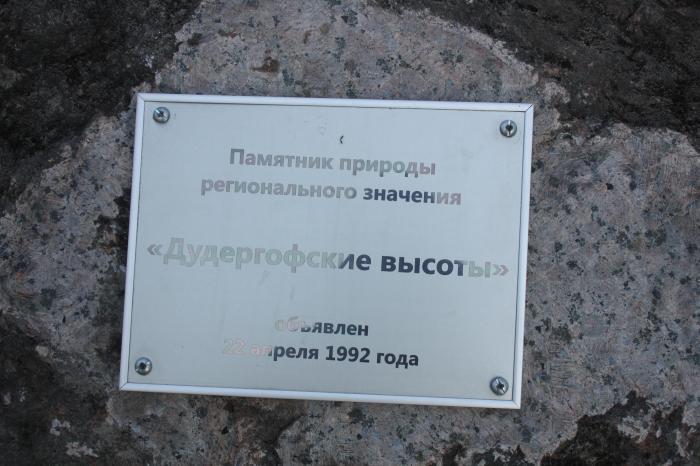 Памятник природы
регионального значения
«Дудергофские высоты»
объявлен
22 апреля 1992 года